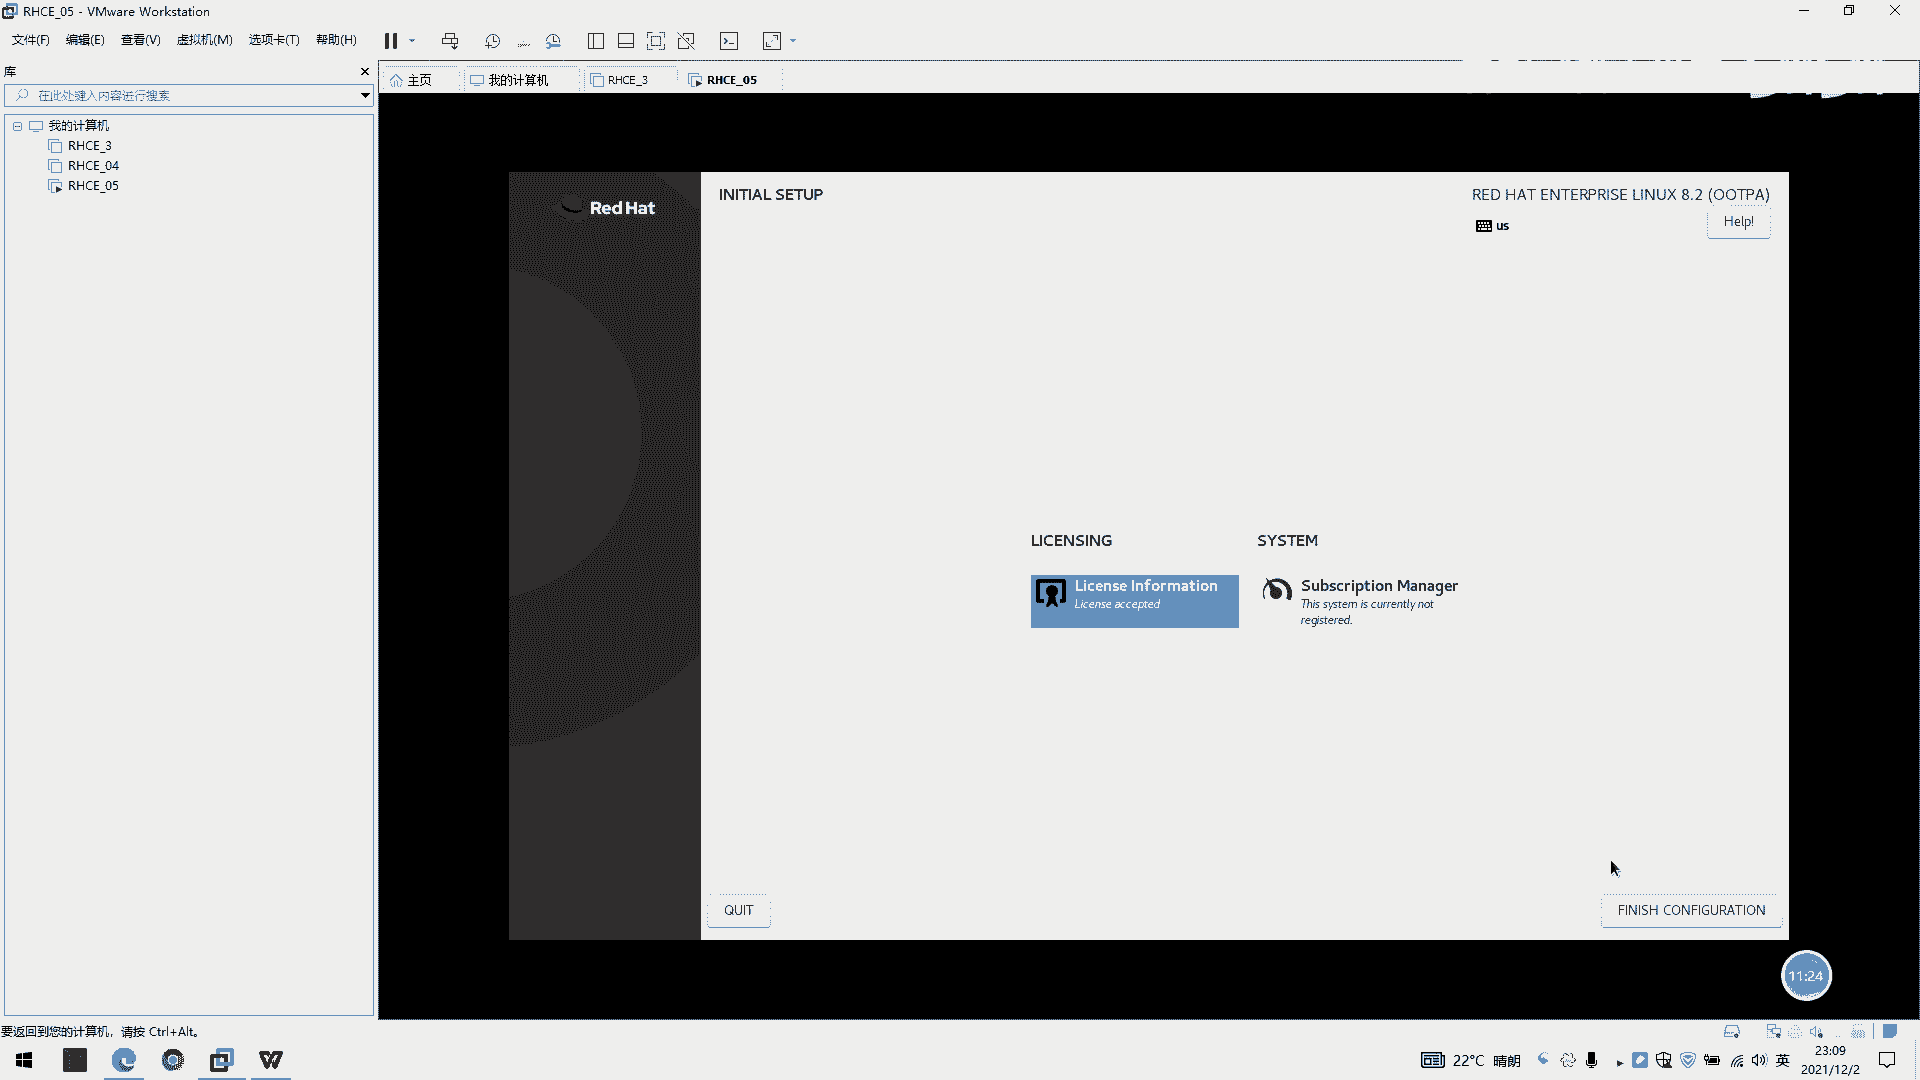 RHCE_05 - VMware Workstation
文件(F) 编辑(E) 查看(V) 虚拟机(M) 选项卡(T) 帮助(H)
库
在此处键入内容进行搜索
主页 我的计算机 RHCE_3 RHCE_05
我的计算机
RHCE_3
RHCE_04
RHCE_05
Red Hat
INITIAL SETUP
RED HAT ENTERPRISE LINUX 8.2 (OOTPA)
us
Help!
LICENSING
SYSTEM
License Information
License accepted
Subscription Manager
This system is currently not
registered.
QUIT
FINISH CONFIGURATION
11:24
要返回到您的计算机，请按 Ctrl+Alt。
22°C 晴朗
英
23:09
2021/12/2